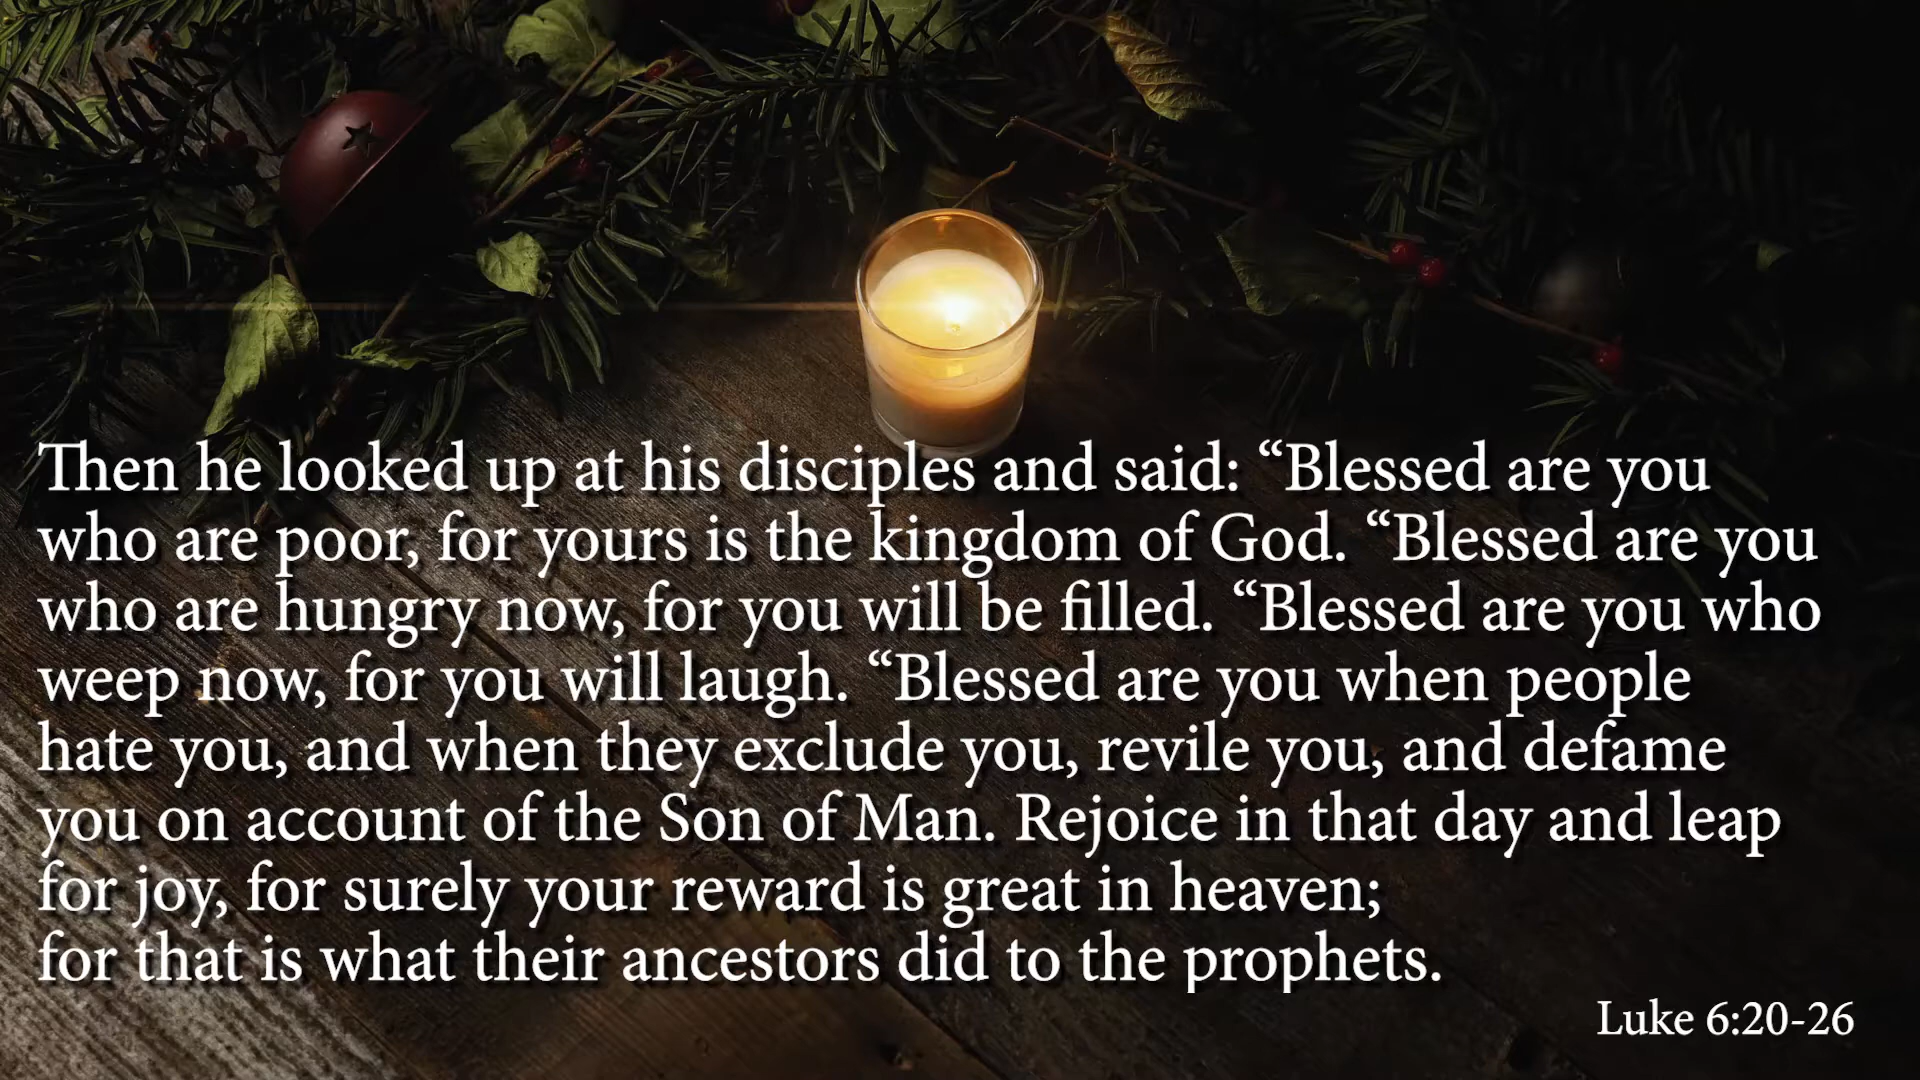 Then he looked up at his disciples and said: “Blessed are you
who are poor, for yours is the kingdom of God. “Blessed are you
who are hungry now, for you will be filled. “Blessed are you who
weep now, for you will laugh. “Blessed are you when people
hate you, and when they exclude you, revile you, and defame
you on account of the Son of Man. Rejoice in that day and leap
for joy, for surely your reward is great in heaven;
for that is what their ancestors did to the prophets.
Luke 6:20-26